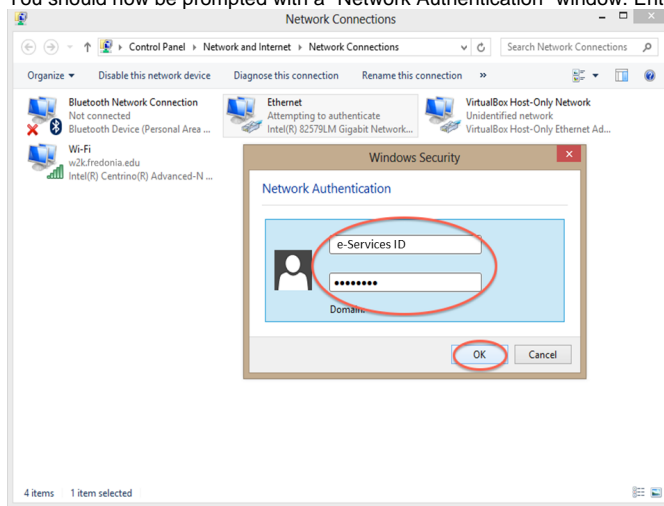 You should now be prompted with a "Network Authentication" window. Ent
Network Connections
Control Panel ▸ Network and Internet ▸ Network Connections
Search Network Connections
Organize ▾ Disable this network device Diagnose this connection Rename this connection »
Bluetooth Network Connection
Not connected
Bluetooth Device (Personal Area ...
Ethernet
Attempting to authenticate
Intel(R) 82579LM Gigabit Network...
VirtualBox Host-Only Network
Unidentified network
VirtualBox Host-Only Ethernet Ad...
Wi-Fi
w2k.fredonia.edu
Intel(R) Centrino(R) Advanced-N ...
Windows Security
Network Authentication
e-Services ID
••••••••
Domain:
OK Cancel
4 items 1 item selected